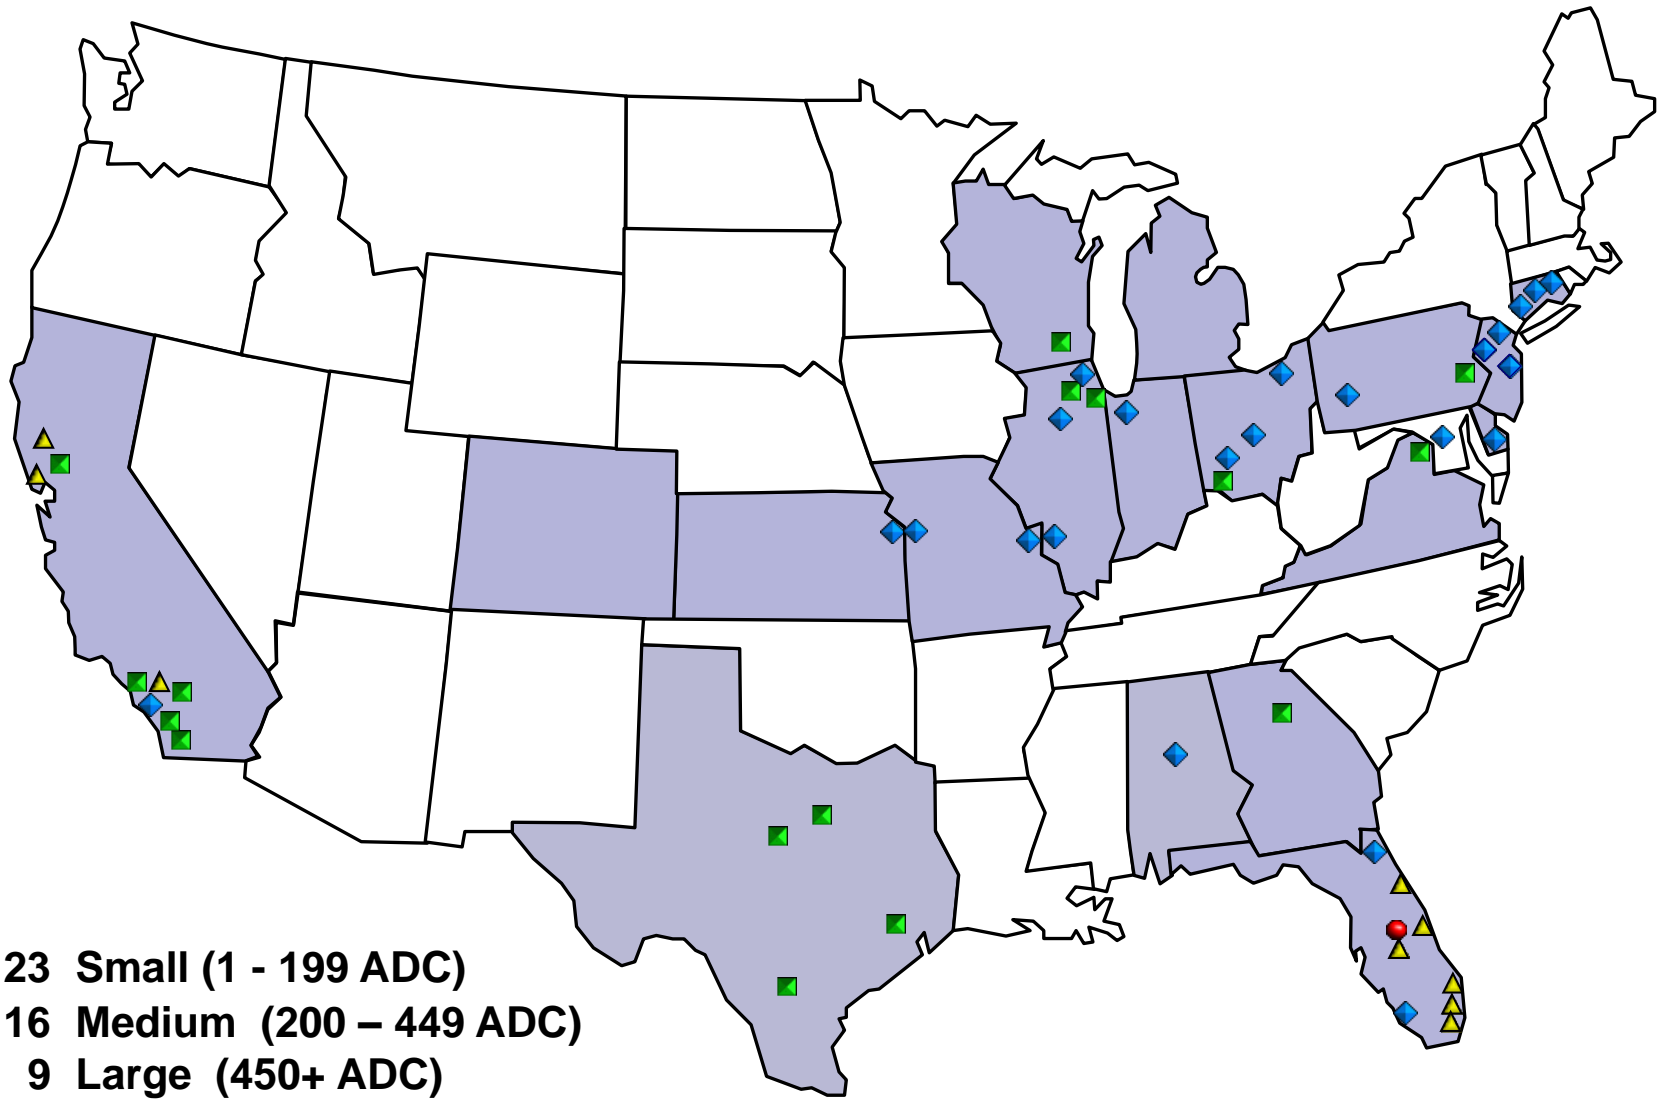 23 Small (1 - 199 ADC)
16 Medium (200 – 449 ADC)
9 Large (450+ ADC)